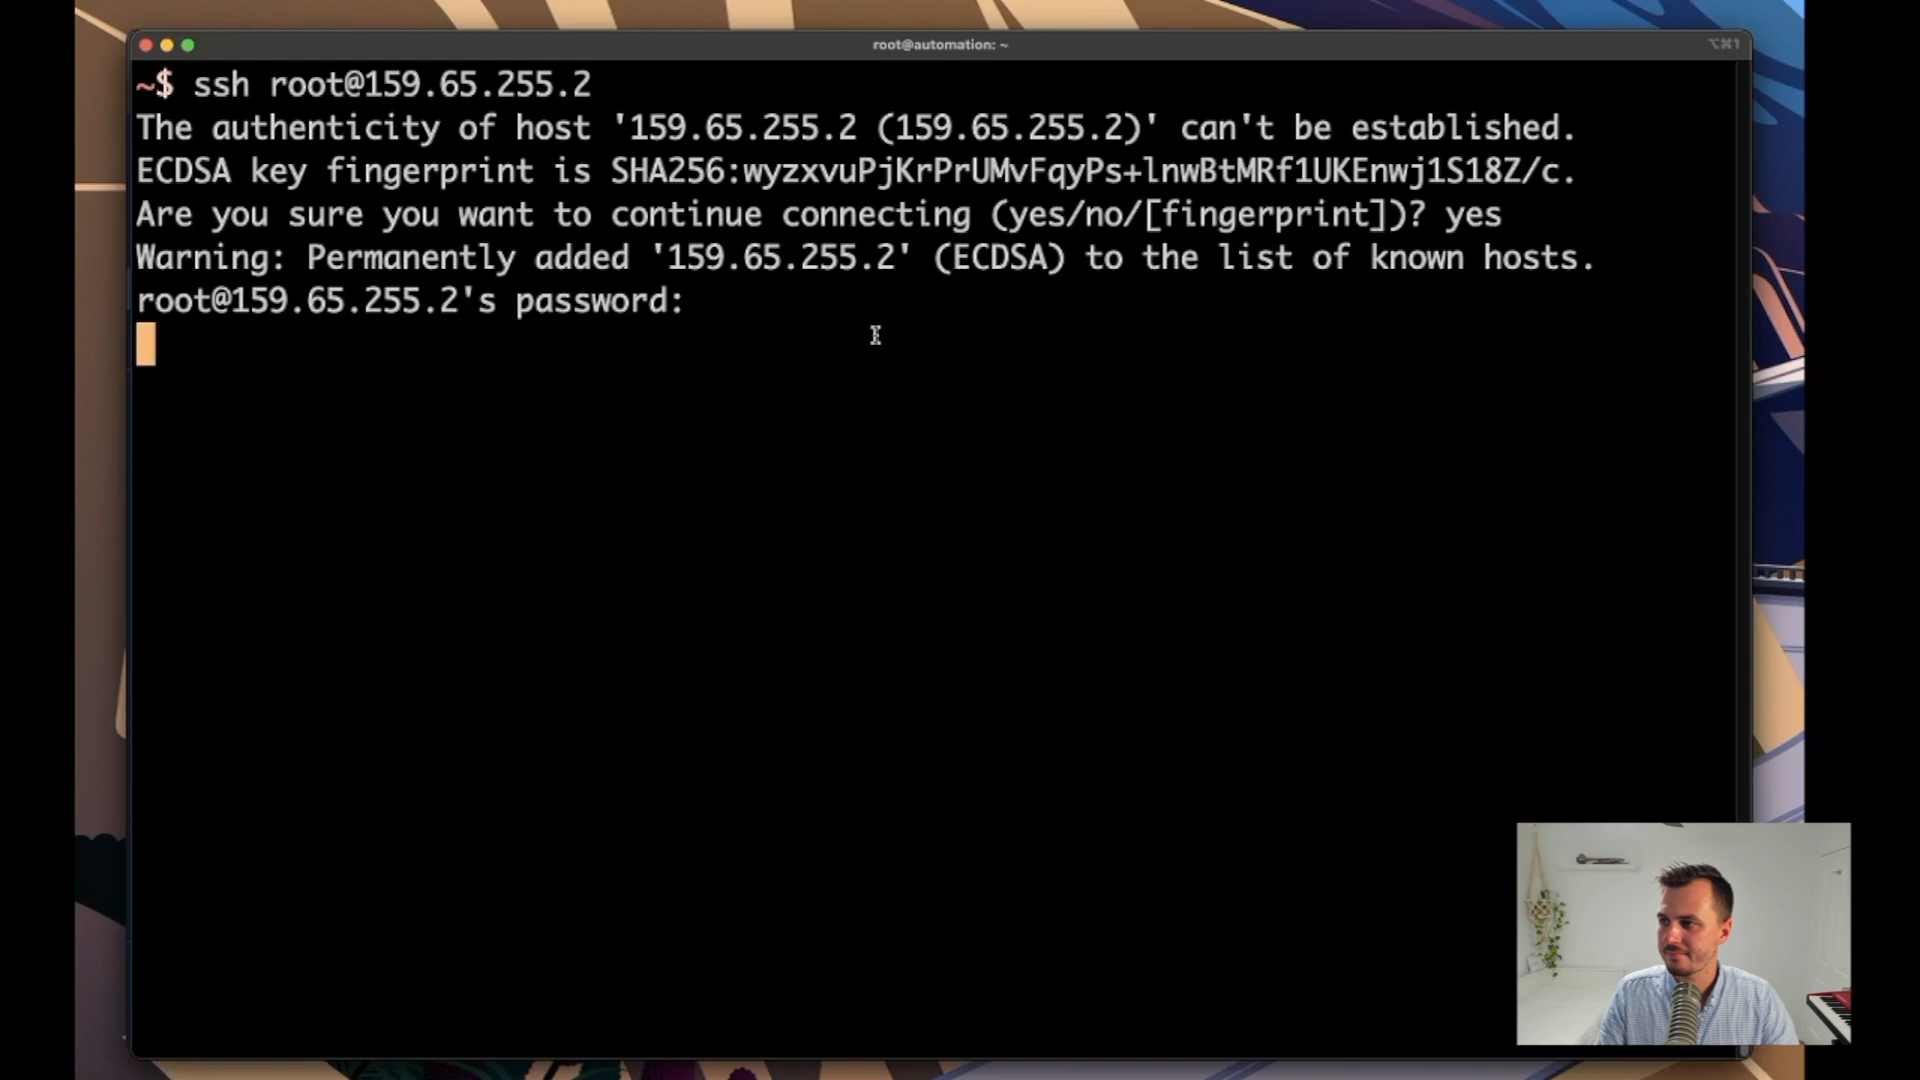 root@automation: ~
⌥⌘1
~$ ssh root@159.65.255.2
The authenticity of host '159.65.255.2 (159.65.255.2)' can't be established.
ECDSA key fingerprint is SHA256:wyzxvuPjKrPrUMvFqyPs+lnwBtMRf1UKEnwj1S18Z/c.
Are you sure you want to continue connecting (yes/no/[fingerprint])? yes
Warning: Permanently added '159.65.255.2' (ECDSA) to the list of known hosts.
root@159.65.255.2's password: